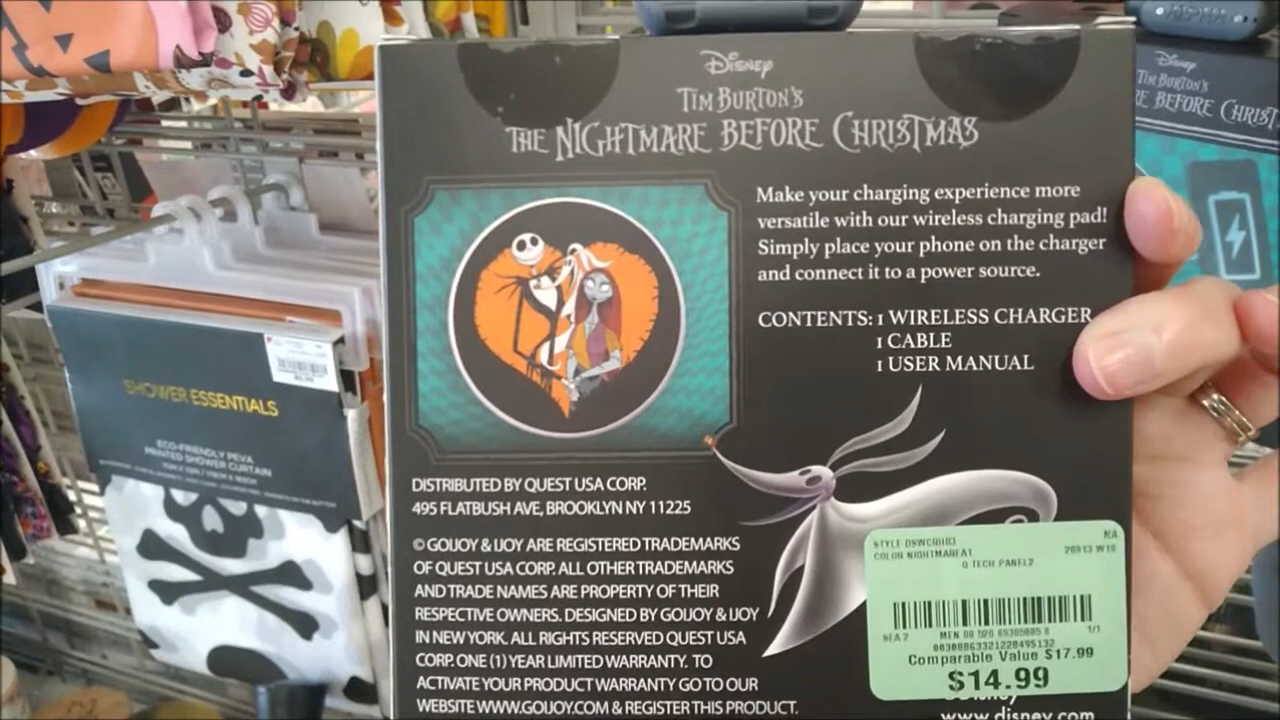 Disney
TIM BURTON'S
THE NIGHTMARE BEFORE CHRISTMAS
Make your charging experience more
versatile with our wireless charging pad!
Simply place your phone on the charger
and connect it to a power source.
CONTENTS: 1 WIRELESS CHARGER
1 CABLE
1 USER MANUAL
DISTRIBUTED BY QUEST USA CORP.
495 FLATBUSH AVE, BROOKLYN NY 11225
© GOIJOY & IJOY ARE REGISTERED TRADEMARKS
OF QUEST USA CORP. ALL OTHER TRADEMARKS
AND TRADE NAMES ARE PROPERTY OF THEIR
RESPECTIVE OWNERS. DESIGNED BY GOIJOY & IJOY
IN NEW YORK. ALL RIGHTS RESERVED QUEST USA
CORP. ONE (1) YEAR LIMITED WARRANTY. TO
ACTIVATE YOUR PRODUCT WARRANTY GO TO OUR
WEBSITE WWW.GOIJOY.COM & REGISTER THIS PRODUCT.
NA
COLOR NIGHTMAREA1
Q TECH PANEL2
1/1
Comparable Value $17.99
$14.99
www.disney.com
SHOWER ESSENTIALS
ECO-FRIENDLY PEVA
PRINTED SHOWER CURTAIN
Disney
TIM BURTON'S
RE BEFORE CHRIST